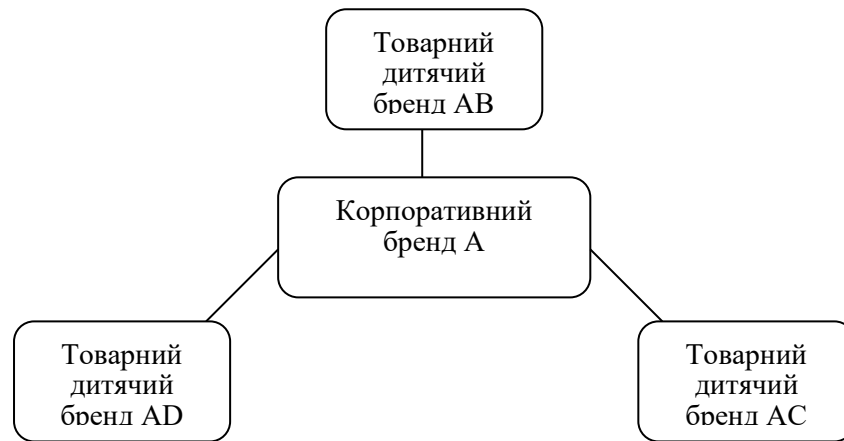 Товарний
дитячий
бренд АВ
Корпоративний
бренд А
Товарний
дитячий
бренд AD
Товарний
дитячий
бренд АС